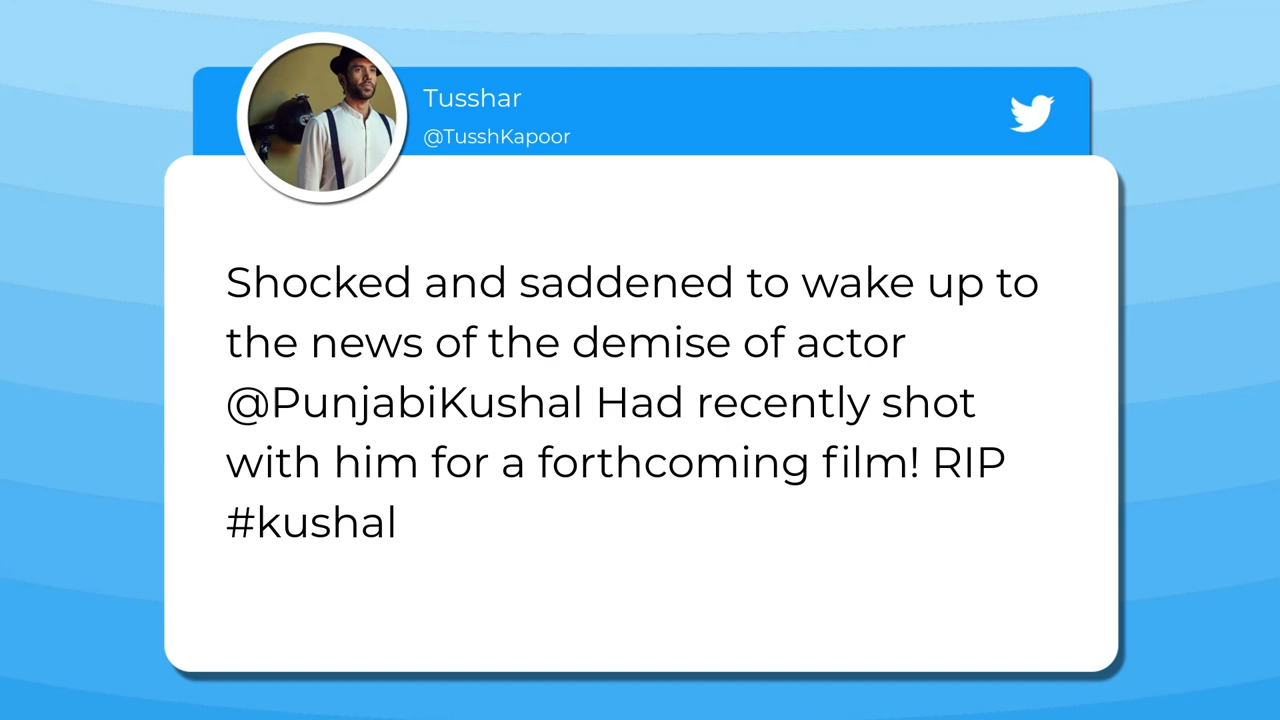 Tusshar
@TusshKapoor
Shocked and saddened to wake up to
the news of the demise of actor
@PunjabiKushal Had recently shot
with him for a forthcoming film! RIP
#kushal